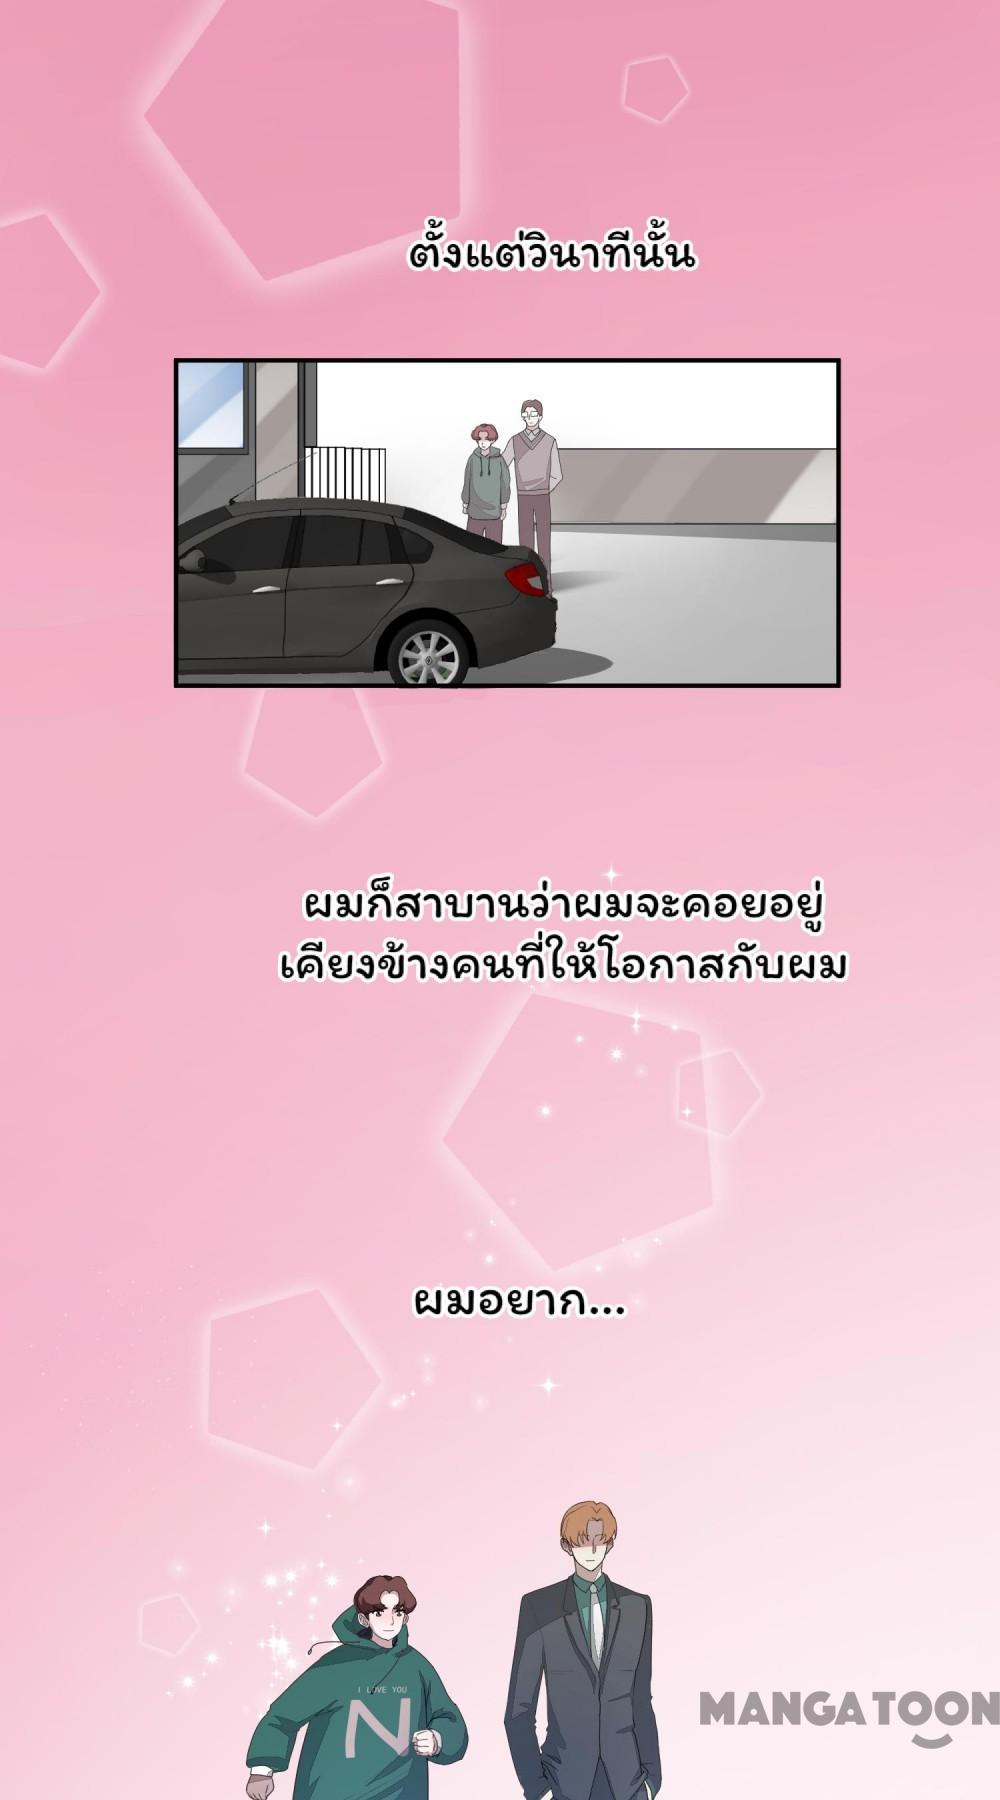 ตั้งแต่วินาทีนั้น
ผมก็สาบานว่าผมจะคอยอยู่
เคียงข้างคนที่ให้โอกาสกับผม
ผมอยาก...
I LOVE YOU
N
MANGATOON